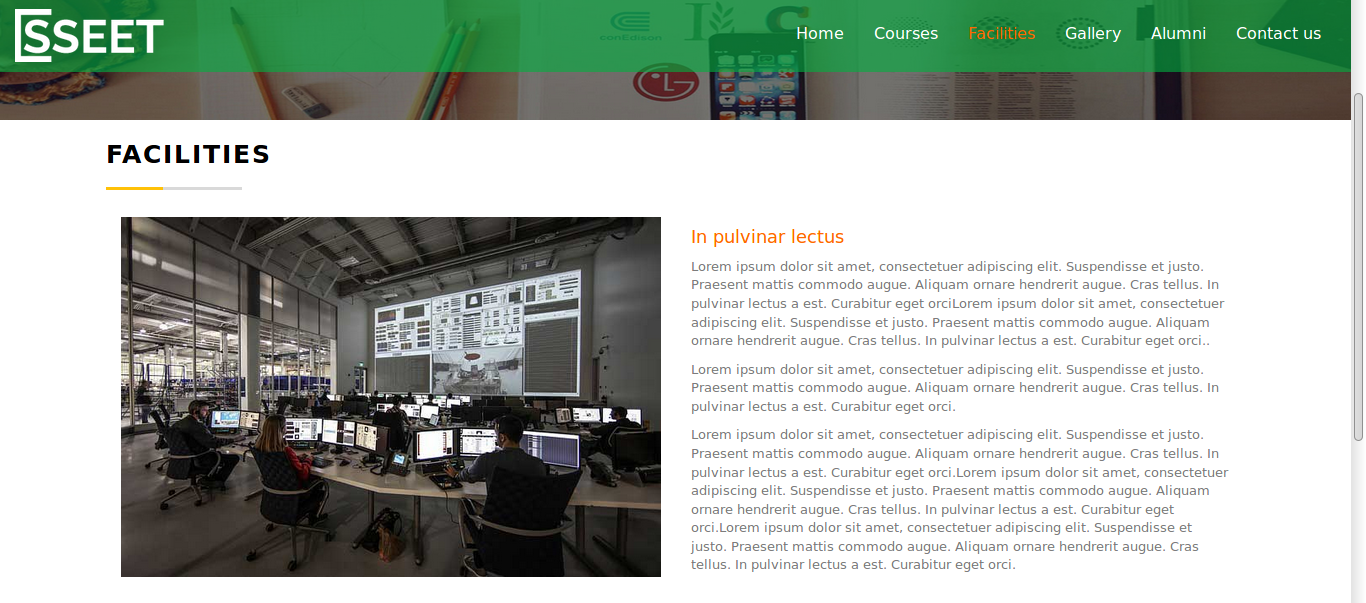 SSEET
conEdison
LG
Home Courses Facilities Gallery Alumni Contact us
FACILITIES
In pulvinar lectus
Lorem ipsum dolor sit amet, consectetuer adipiscing elit. Suspendisse et justo.
Praesent mattis commodo augue. Aliquam ornare hendrerit augue. Cras tellus. In
pulvinar lectus a est. Curabitur eget orciLorem ipsum dolor sit amet, consectetuer
adipiscing elit. Suspendisse et justo. Praesent mattis commodo augue. Aliquam
ornare hendrerit augue. Cras tellus. In pulvinar lectus a est. Curabitur eget orci..
Lorem ipsum dolor sit amet, consectetuer adipiscing elit. Suspendisse et justo.
Praesent mattis commodo augue. Aliquam ornare hendrerit augue. Cras tellus. In
pulvinar lectus a est. Curabitur eget orci.
Lorem ipsum dolor sit amet, consectetuer adipiscing elit. Suspendisse et justo.
Praesent mattis commodo augue. Aliquam ornare hendrerit augue. Cras tellus. In
pulvinar lectus a est. Curabitur eget orci.Lorem ipsum dolor sit amet, consectetuer
adipiscing elit. Suspendisse et justo. Praesent mattis commodo augue. Aliquam
ornare hendrerit augue. Cras tellus. In pulvinar lectus a est. Curabitur eget
orci.Lorem ipsum dolor sit amet, consectetuer adipiscing elit. Suspendisse et
justo. Praesent mattis commodo augue. Aliquam ornare hendrerit augue. Cras
tellus. In pulvinar lectus a est. Curabitur eget orci.